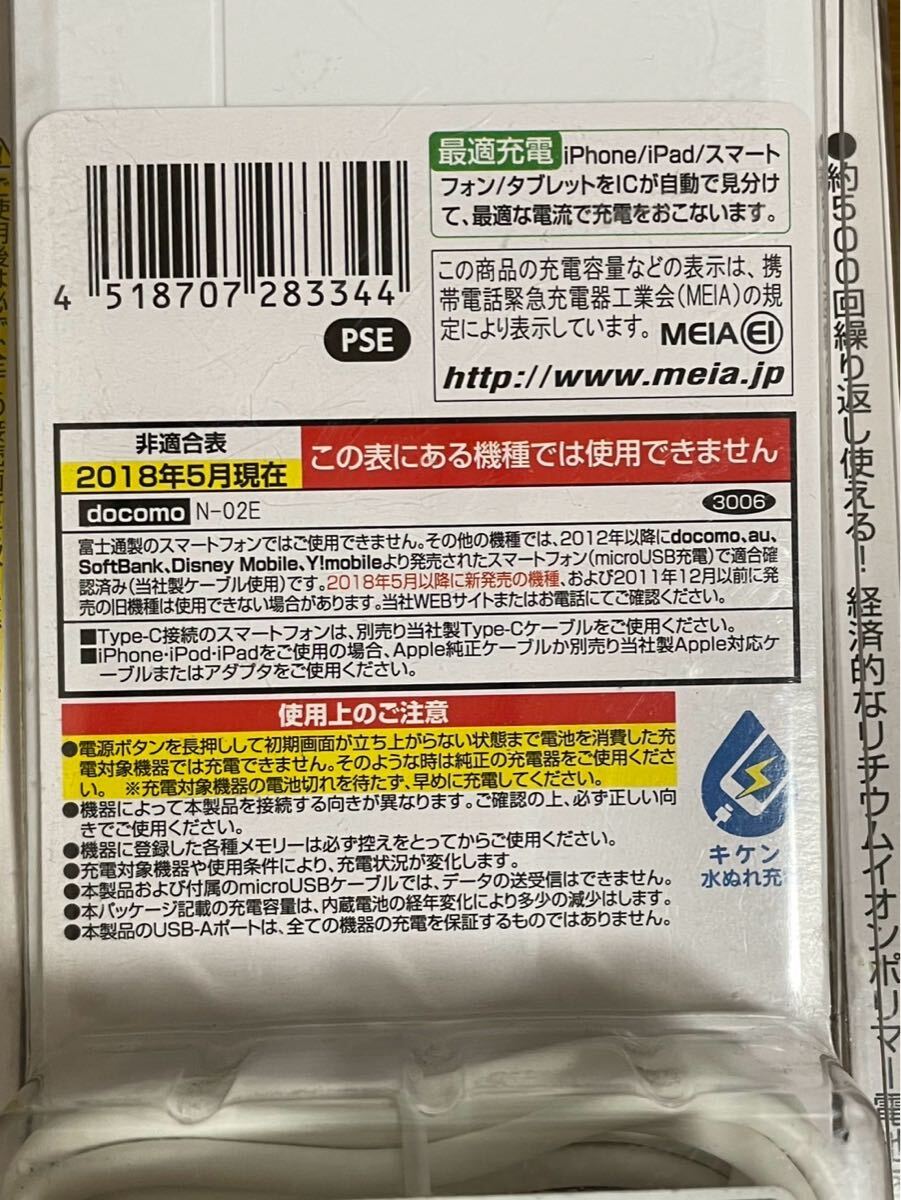 最適充電 iPhone/iPad/スマート
フォン/タブレットをICが自動で見分け
て、最適な電流で充電をおこないます。
4 518707 283344
PSE
この商品の充電容量などの表示は、携
帯電話緊急充電器工業会(MEIA)の規
定により表示しています。 MEIA EI
http://www.meia.jp
非適合表
2018年5月現在
この表にある機種では使用できません
docomo N-02E
3006
富士通製のスマートフォンではご使用できません。その他の機種では、2012年以降にdocomo、au、
SoftBank、Disney Mobile、Y!mobileより発売されたスマートフォン(microUSB充電)で適合確
認済み(当社製ケーブル使用)です。2018年5月以降に新発売の機種、および2011年12月以前に発
売の旧機種は使用できない場合があります。当社WEBサイトまたはお電話にてご確認ください。
■Type-C接続のスマートフォンは、別売り当社製Type-Cケーブルをご使用ください。
■iPhone・iPod・iPadをご使用の場合、Apple純正ケーブルか別売り当社製Apple対応ケ
ーブルまたはアダプタをご使用ください。
使用上のご注意
●電源ボタンを長押しして初期画面が立ち上がらない状態まで電池を消費した充
電対象機器では充電できません。そのような時は純正の充電器をご使用くださ
い。 ※充電対象機器の電池切れを待たず、早めに充電してください。
●機器によって本製品を接続する向きが異なります。ご確認の上、必ず正しい向
きでご使用ください。
●機器に登録した各種メモリーは必ず控えをとってからご使用ください。
●充電対象機器や使用条件により、充電状況が変化します。
●本製品および付属のmicroUSBケーブルでは、データの送受信はできません。
●本パッケージ記載の充電容量は、内蔵電池の経年変化により多少の減少はします。
●本製品のUSB-Aポートは、全ての機器の充電を保証するものではありません。
キケン
水ぬれ充
●約500回繰り返し使える!経済的なリチウムイオンポリマー電池